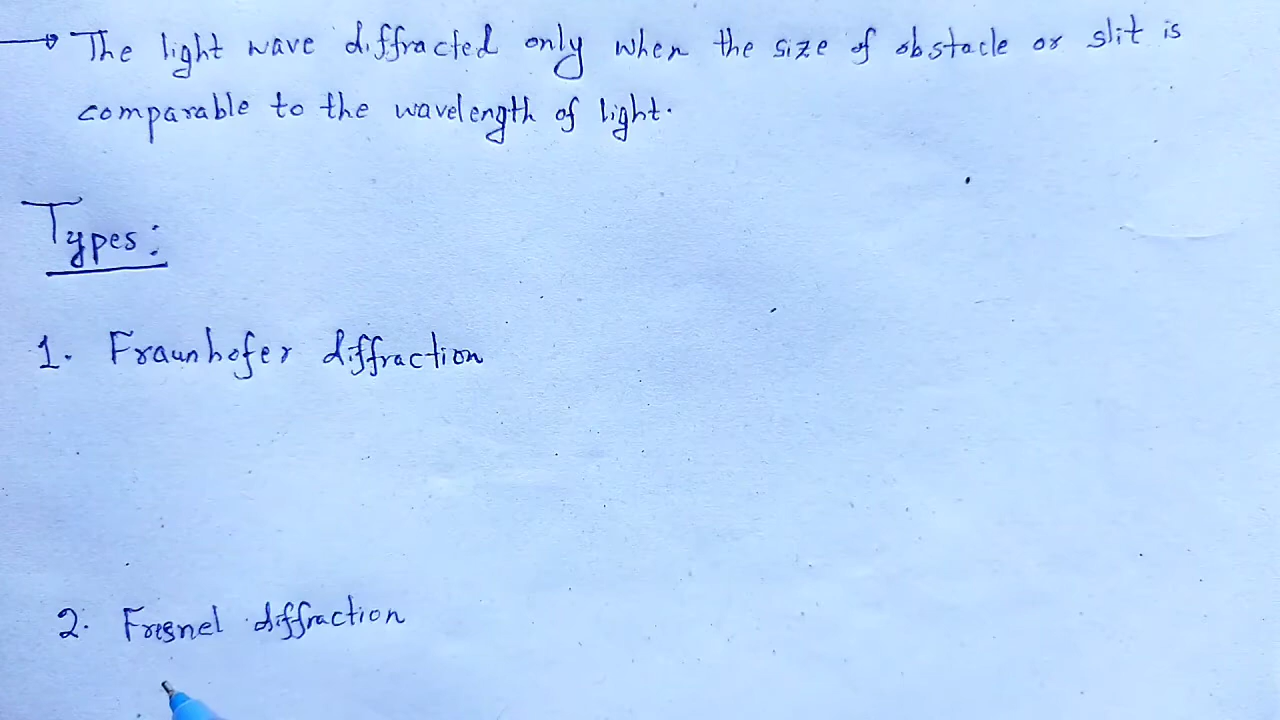 → The light wave diffracted only when the size of obstacle or slit is
comparable to the wavelength of light.
Types:
1. Fraunhofer diffraction
2. Fresnel diffraction